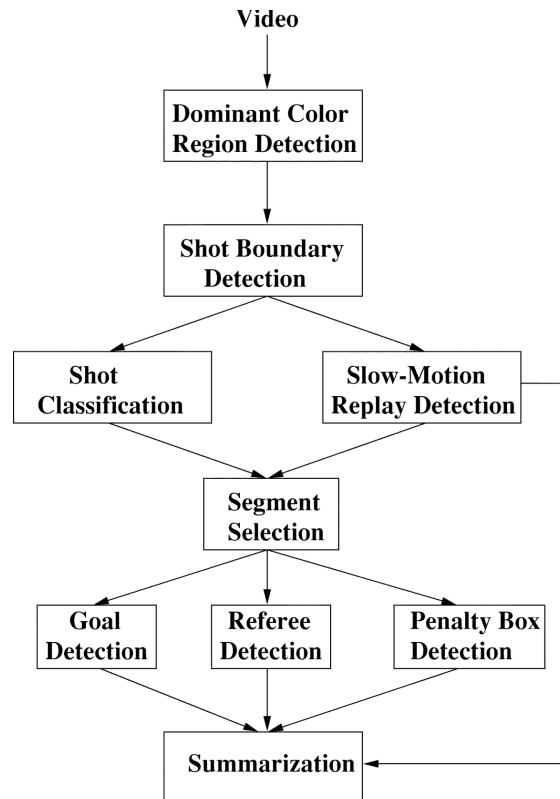 Video
Dominant Color
Region Detection
Shot Boundary
Detection
Shot
Classification
Slow-Motion
Replay Detection
Segment
Selection
Goal
Detection
Referee
Detection
Penalty Box
Detection
Summarization